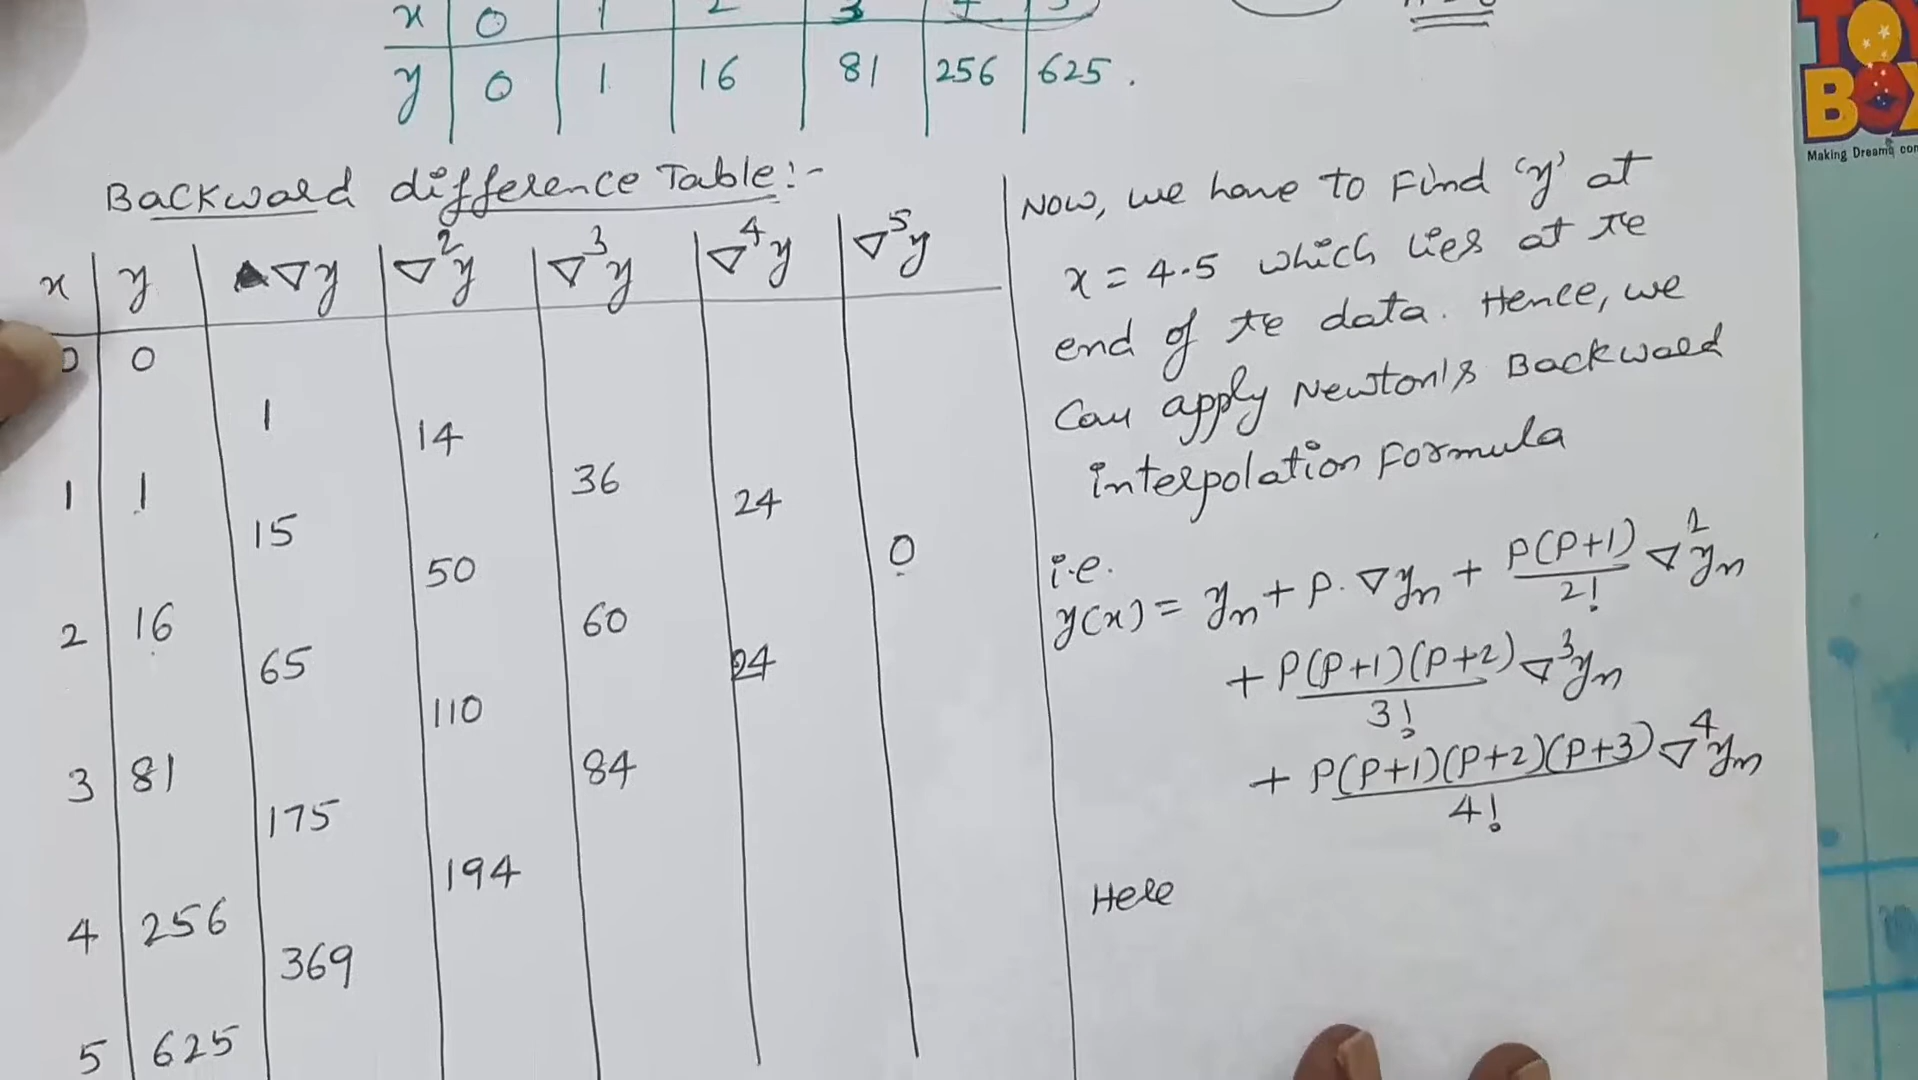 x 0 1 2 3 4 5
y 0 1 16 81 256 625.
Backward difference Table:-
x y ∇y ∇²y ∇³y ∇⁴y ∇⁵y
0 0
1
14
36
1 1
24
15
0
50
2 16
60
65
24
110
3 81
84
175
194
4 256
369
5 625
Now, we have to Find 'y' at
x = 4.5 which lies at the
end of the data. Hence, we
Can apply Newton's Backward
interpolation Formula
i.e.
y(x) = yₙ + P. ∇yₙ + P(P+1)/2! ∇²yₙ
+ P(P+1)(P+2)/3! ∇³yₙ
+ P(P+1)(P+2)(P+3)/4! ∇⁴yₙ
Here
TOY
BOX
Making Dreams com